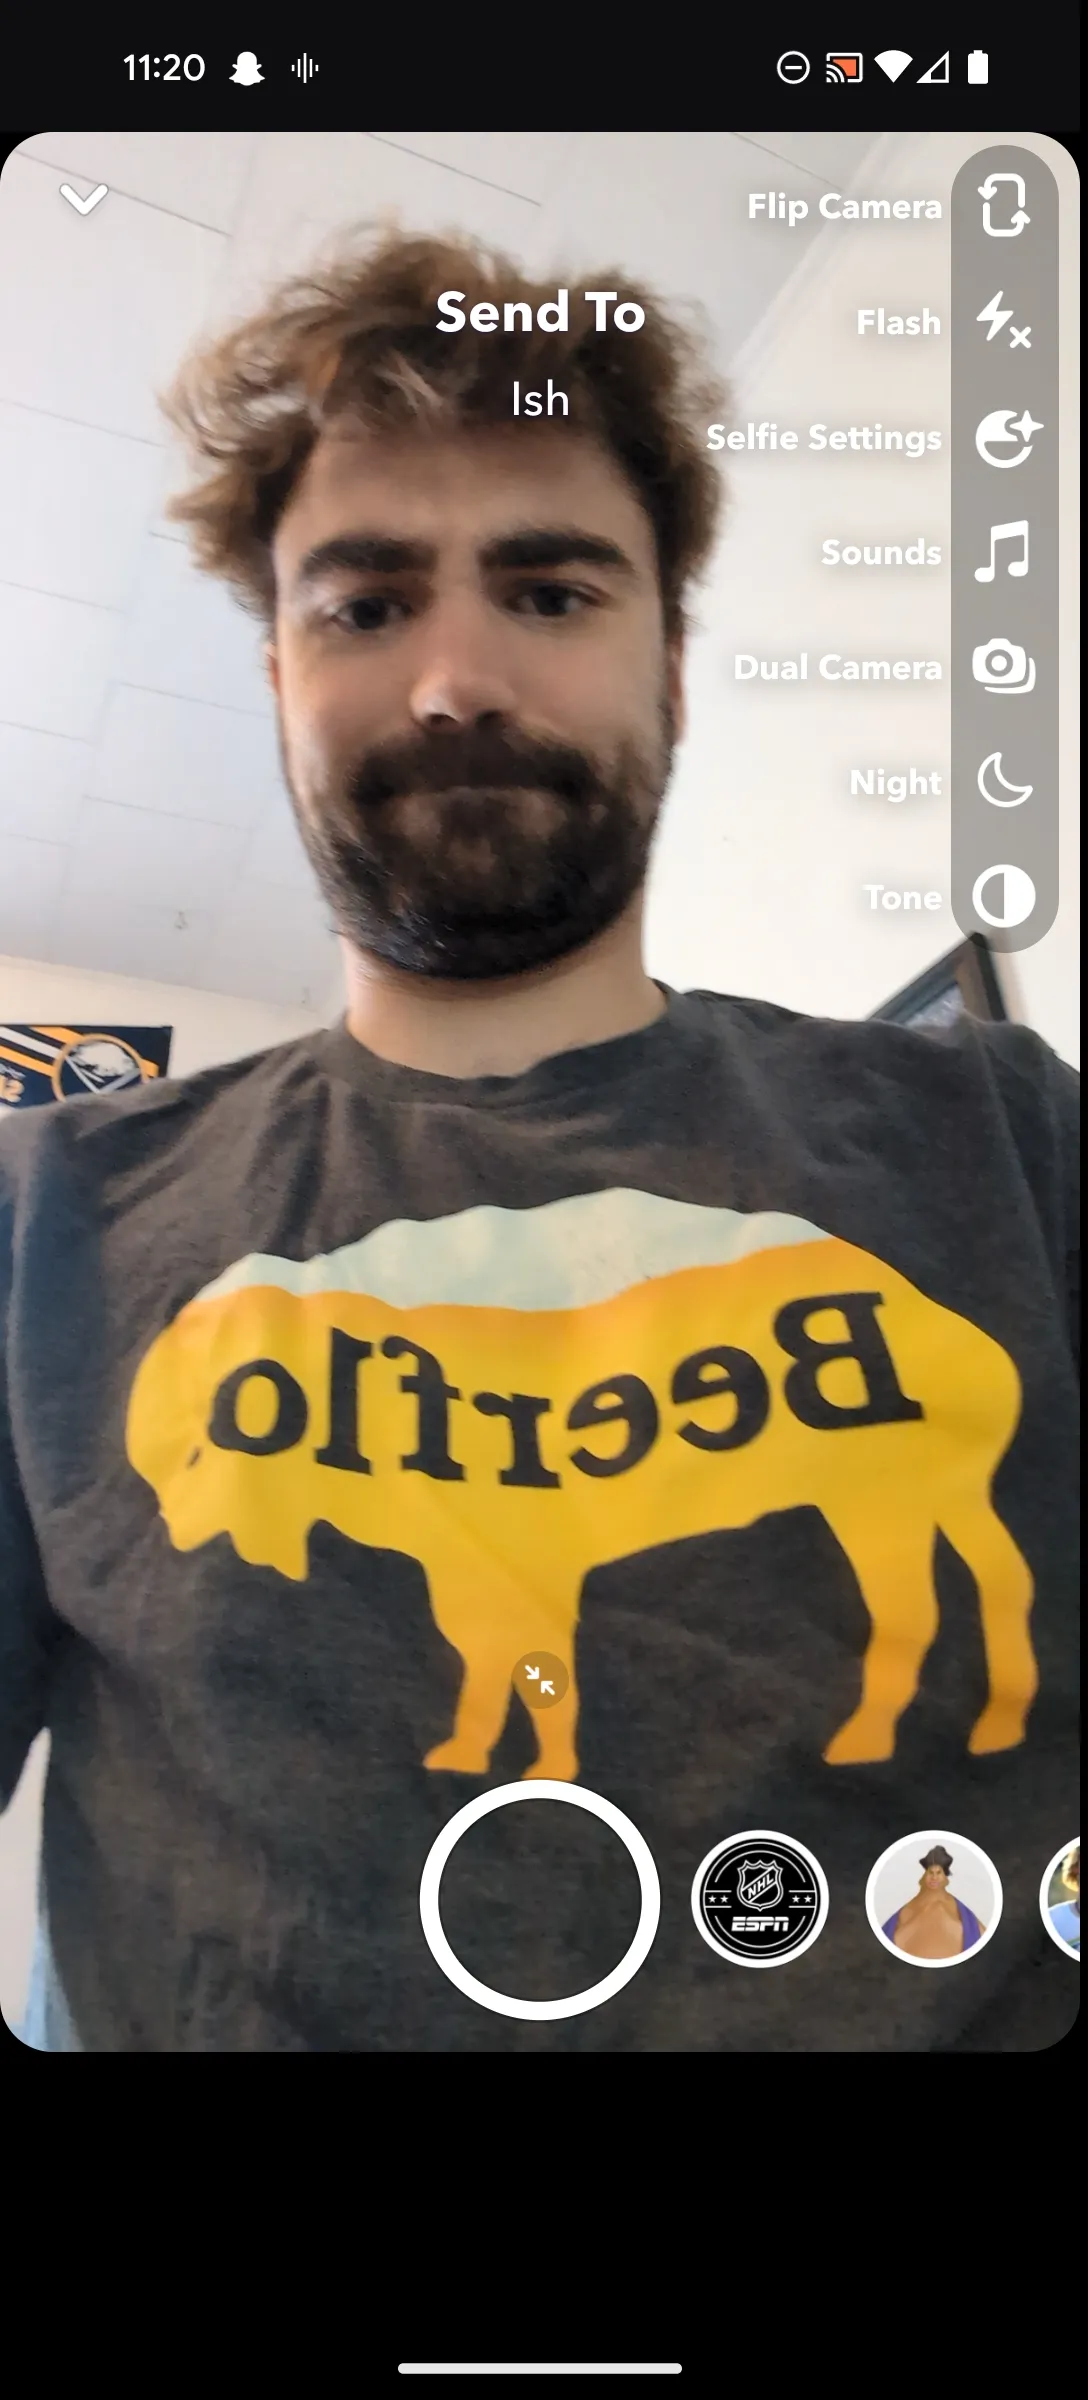 11:20
Flip Camera
Send To
Flash
Ish
Selfie Settings
Sounds
Dual Camera
Night
Tone
Beerflo
NHL
ESPN